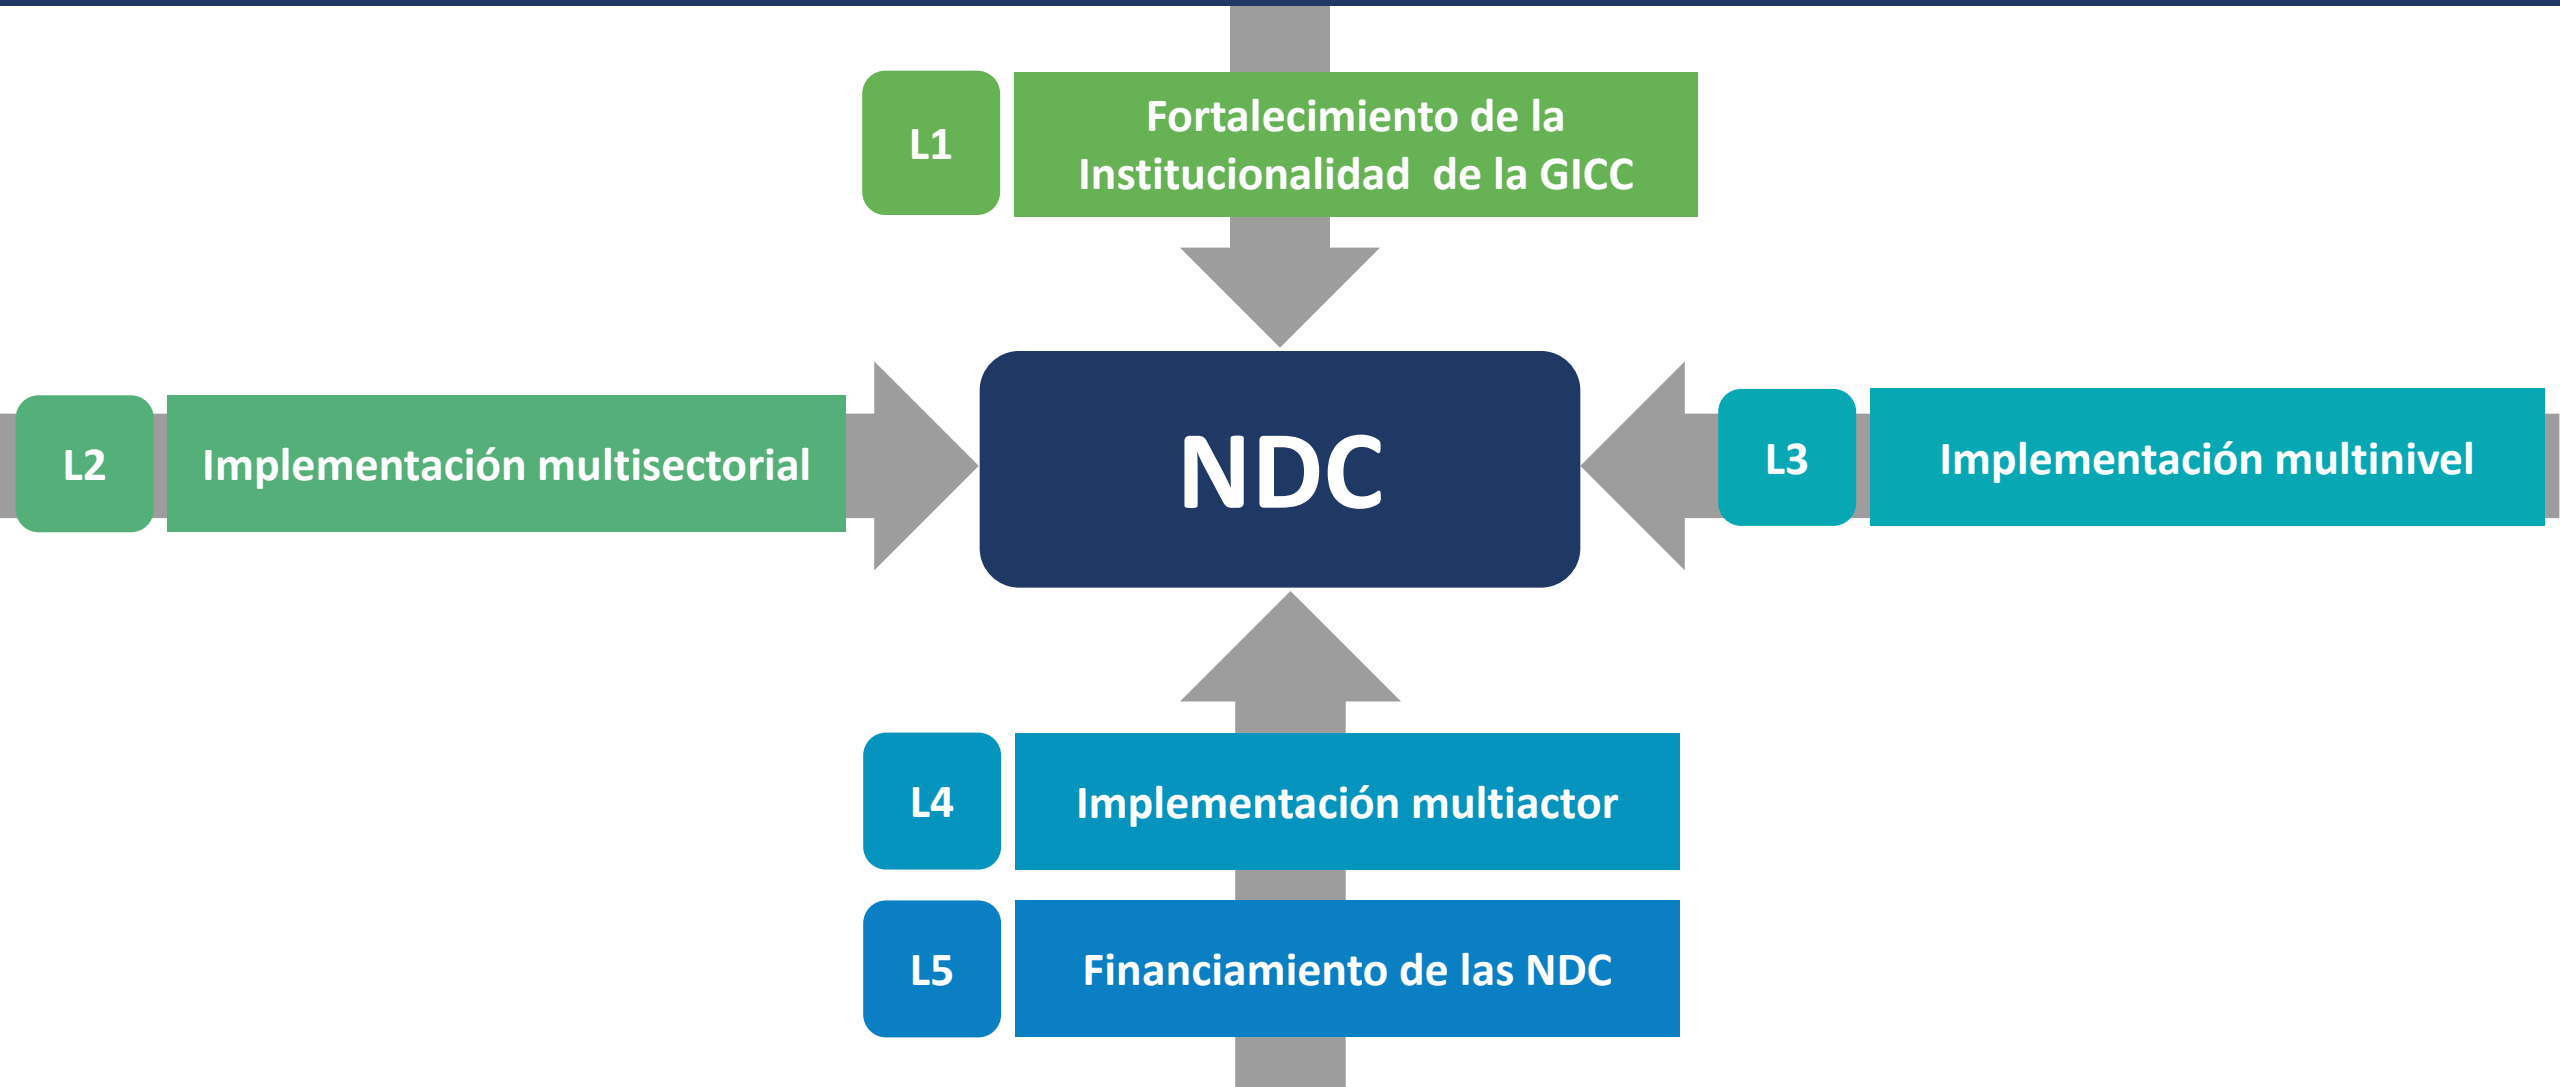 L1
Fortalecimiento de la
Institucionalidad  de la GICC
L2
Implementación multisectorial
NDC
L3
Implementación multinivel
L4
Implementación multiactor
L5
Financiamiento de las NDC